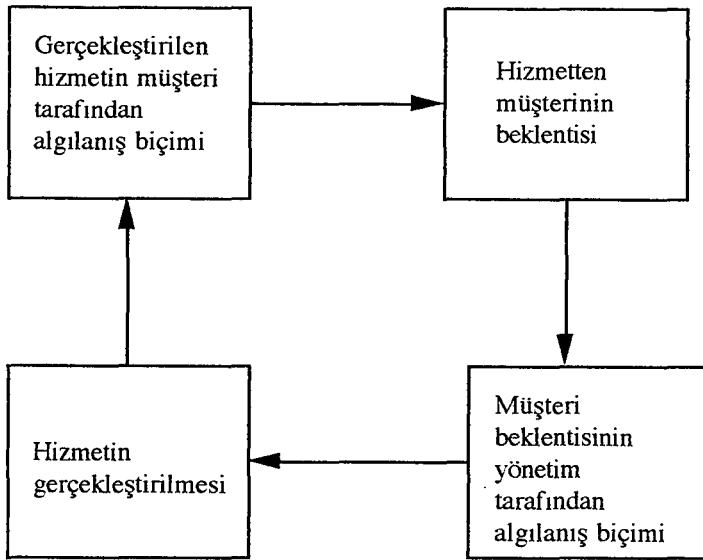 Gerçekleştirilen
hizmetin müşteri
tarafından
algılanış biçimi
Hizmetten
müşterinin
beklentisi
Hizmetin
gerçekleştirilmesi
Müşteri
beklentisinin
yönetim
tarafından
algılanış biçimi